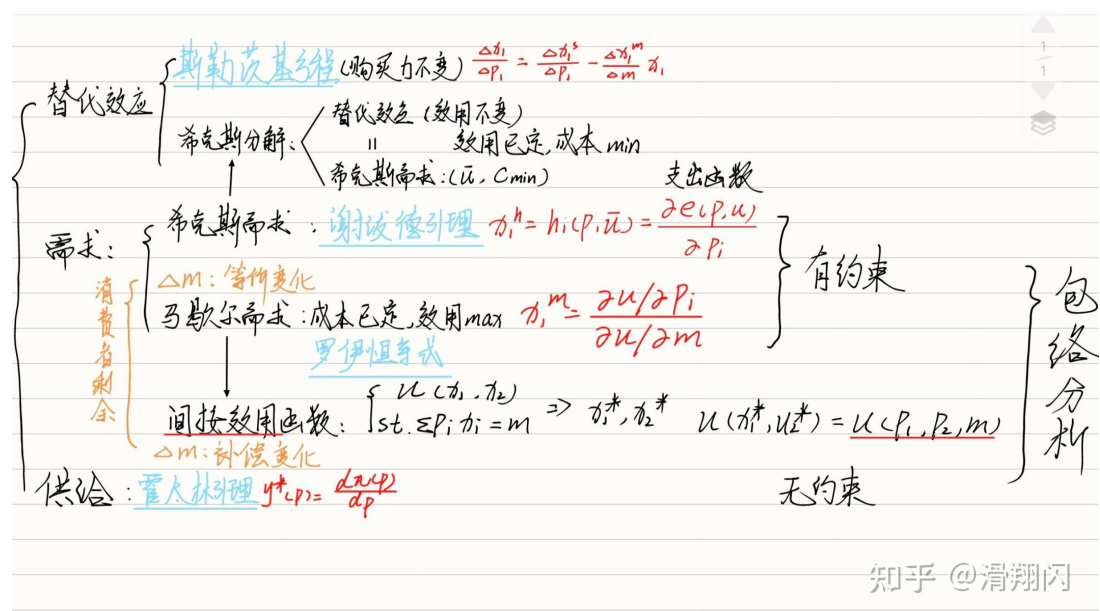 斯勒茨基方程(购买力不变) Δx₁/Δp₁ = Δx₁ˢ/Δp₁ - Δx₁ᵐ/Δm x₁
1
1
替代效应
替代效应(效用不变)
希克斯分解:
= 效用已定,成本min
希克斯需求:(ū, Cmin)
支出函数
希克斯需求:谢泼德引理 x₁ʰ = hi(p,ū) = ∂e(p,u)/∂pi
需求:
有约束
Δm:等价变化
马歇尔需求:成本已定,效用max x₁ᵐ = ∂u/∂pi / ∂u/∂m
罗伊恒等式
消费者剩余
包络分析
间接效用函数:{u(x₁,x₂) st.Σpixi=m ⇒ x₁*,x₂* u(x₁*,u₂*) = u(p₁,p₂,m)
Δm:补偿变化
供给:霍太林引理 y*(p) = dπ(p)/dp
无约束
知乎 @滑翔闪